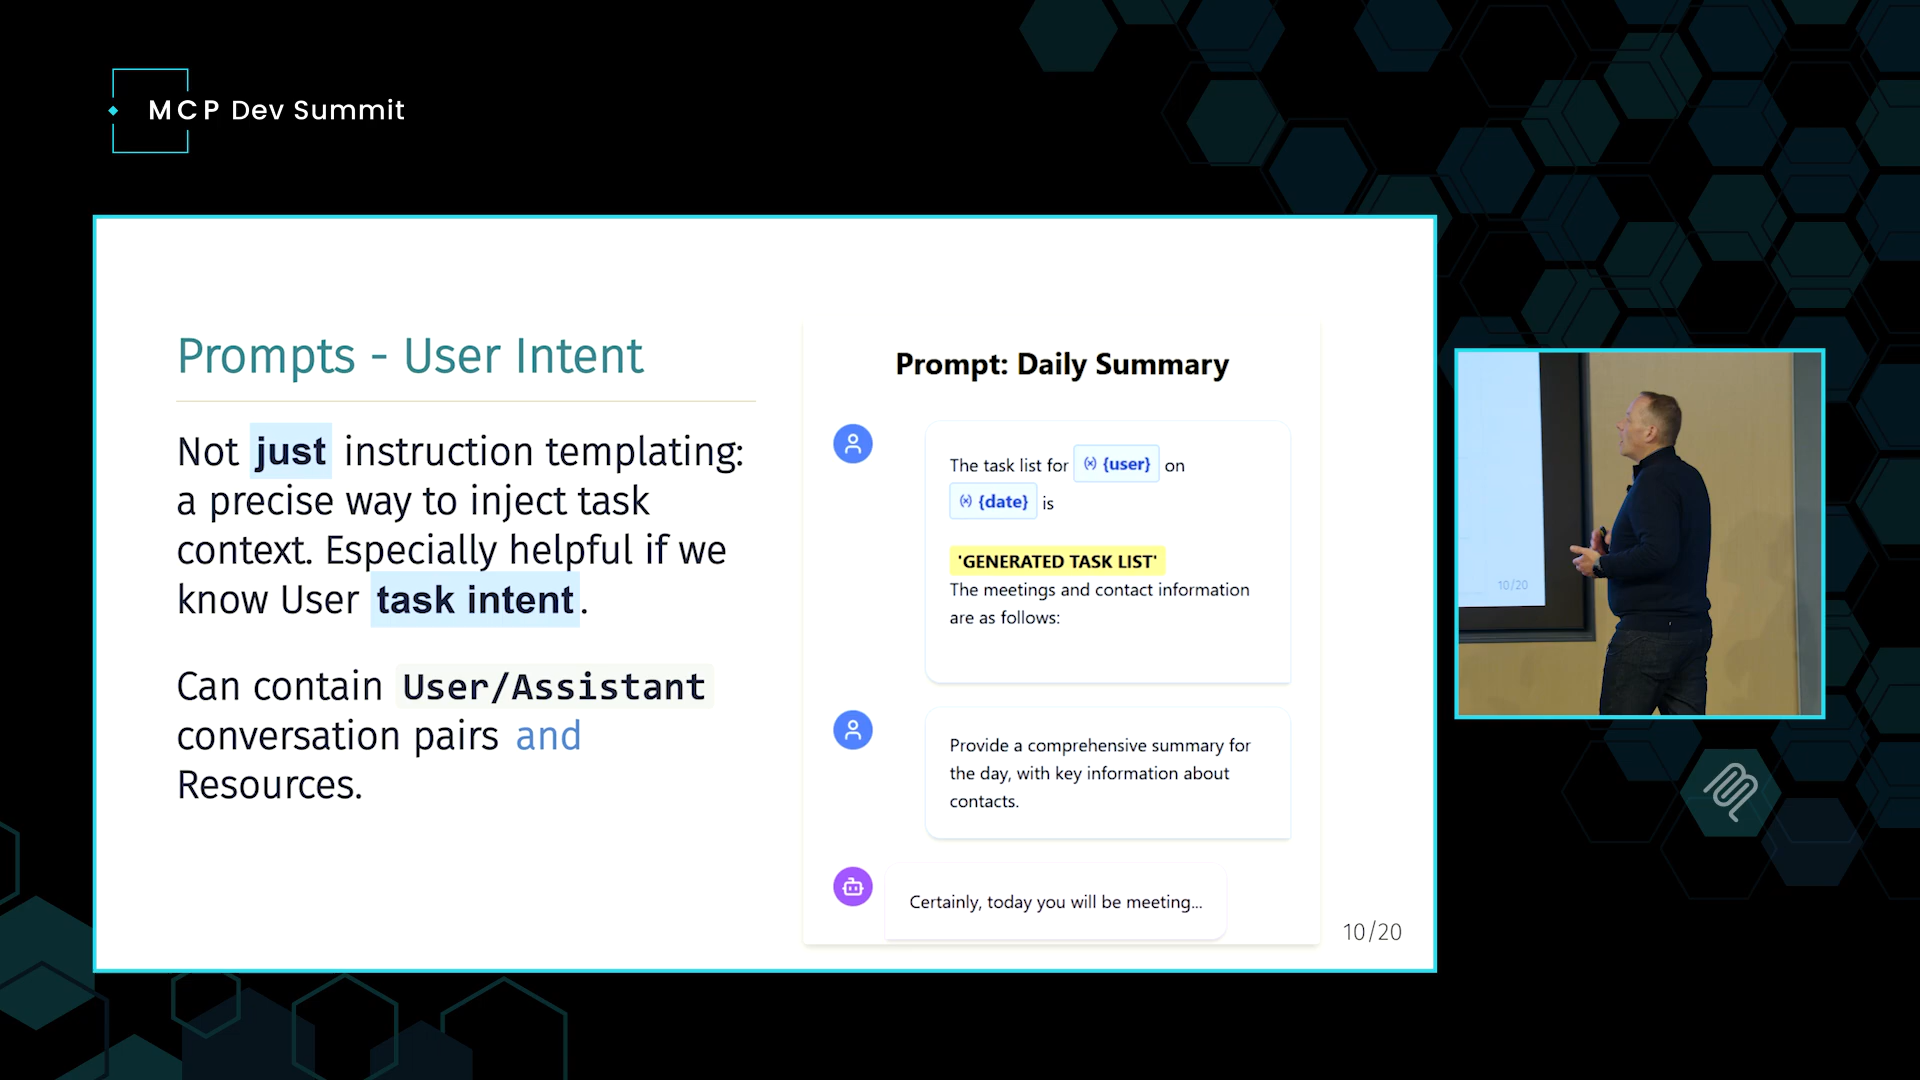 MCP Dev Summit
Prompts - User Intent
Not just instruction templating:
a precise way to inject task
context. Especially helpful if we
know User task intent.
Can contain User/Assistant
conversation pairs and
Resources.
Prompt: Daily Summary
The task list for (x) {user} on
(x) {date} is
'GENERATED TASK LIST'
The meetings and contact information
are as follows:
Provide a comprehensive summary for
the day, with key information about
contacts.
Certainly, today you will be meeting...
10/20
10/20